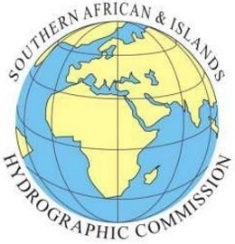 SOUTHERN AFRICAN & ISLANDS
HYDROGRAPHIC COMMISSION